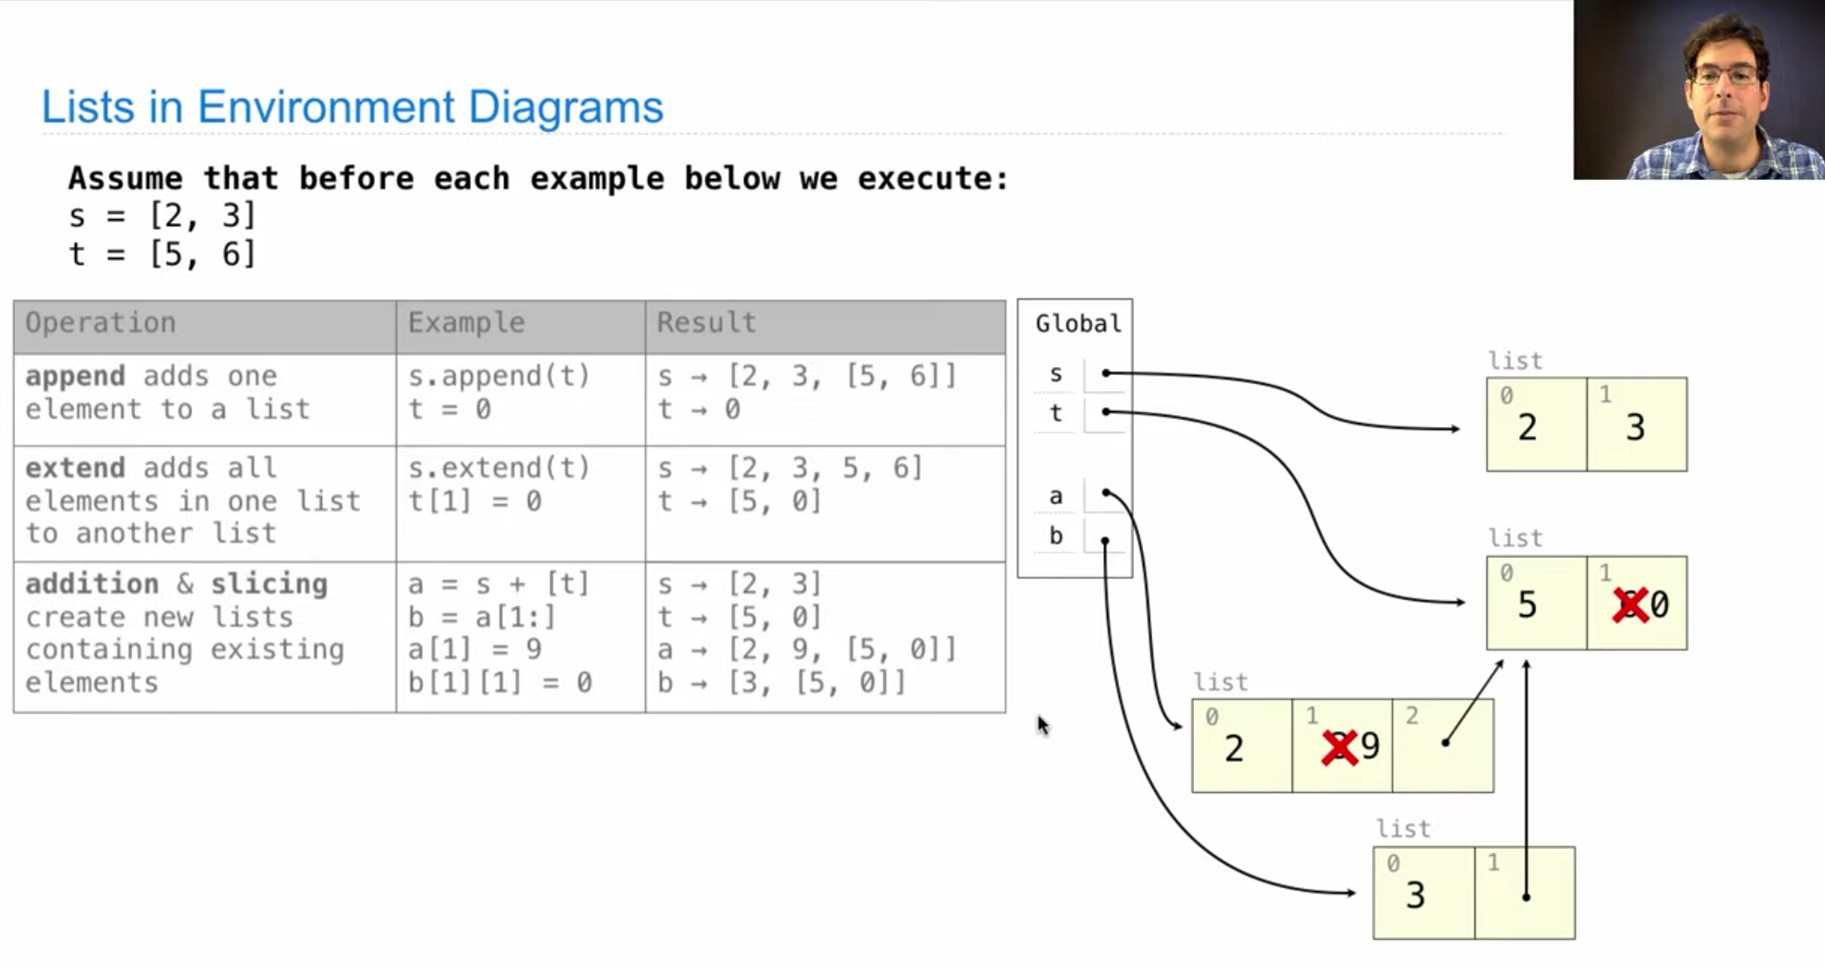 Lists in Environment Diagrams
Assume that before each example below we execute:
s = [2, 3]
t = [5, 6]
Operation
Example
Result
append adds one
element to a list
s.append(t)
t = 0
s → [2, 3, [5, 6]]
t → 0
extend adds all
elements in one list
to another list
s.extend(t)
t[1] = 0
s → [2, 3, 5, 6]
t → [5, 0]
addition & slicing
create new lists
containing existing
elements
a = s + [t]
b = a[1:]
a[1] = 9
b[1][1] = 0
s → [2, 3]
t → [5, 0]
a → [2, 9, [5, 0]]
b → [3, [5, 0]]
Global
s
t
a
b
list
0 1
2 3
list
0 1
5 0
list
0 1 2
2 9
list
0 1
3